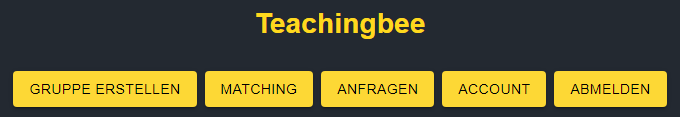 Teachingbee
GRUPPE ERSTELLEN MATCHING ANFRAGEN ACCOUNT ABMELDEN